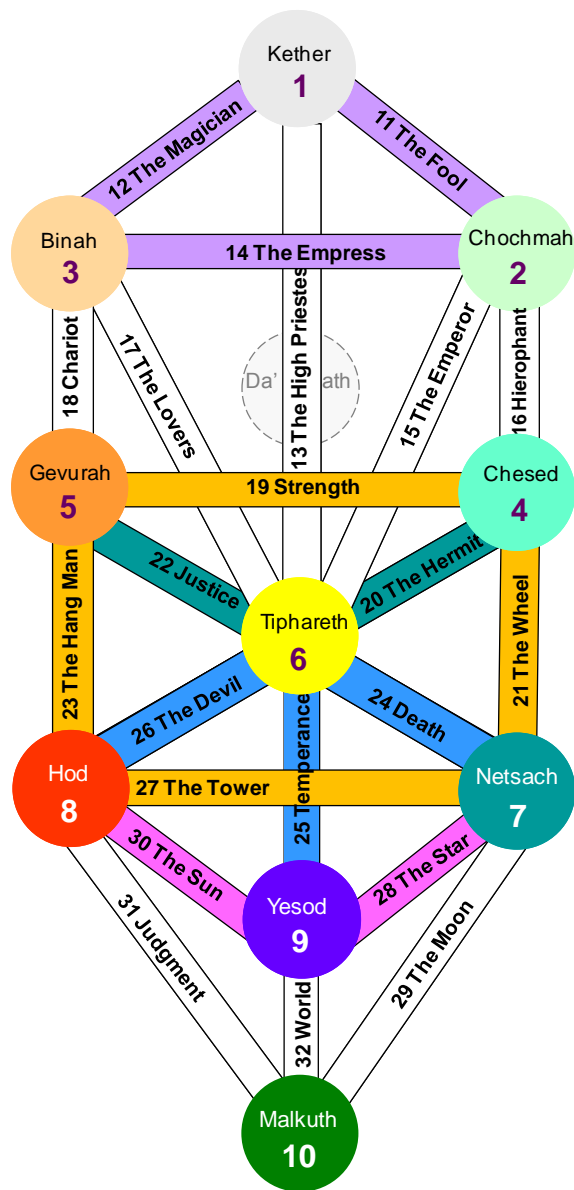 Kether
1
12 The Magician
11 The Fool
Binah
3
14 The Empress
Chochmah
2
18 Chariot
17 The Lovers
Da' ath
13 The High Priestes
15 The Emperor
16 Hierophant
Gevurah
5
19 Strength
Chesed
4
22 Justice
20 The Hermit
Tiphareth
6
23 The Hang Man
21 The Wheel
26 The Devil
24 Death
25 Temperance
Hod
8
27 The Tower
Netsach
7
30 The Sun
28 The Star
Yesod
9
31 Judgment
29 The Moon
32 World
Malkuth
10